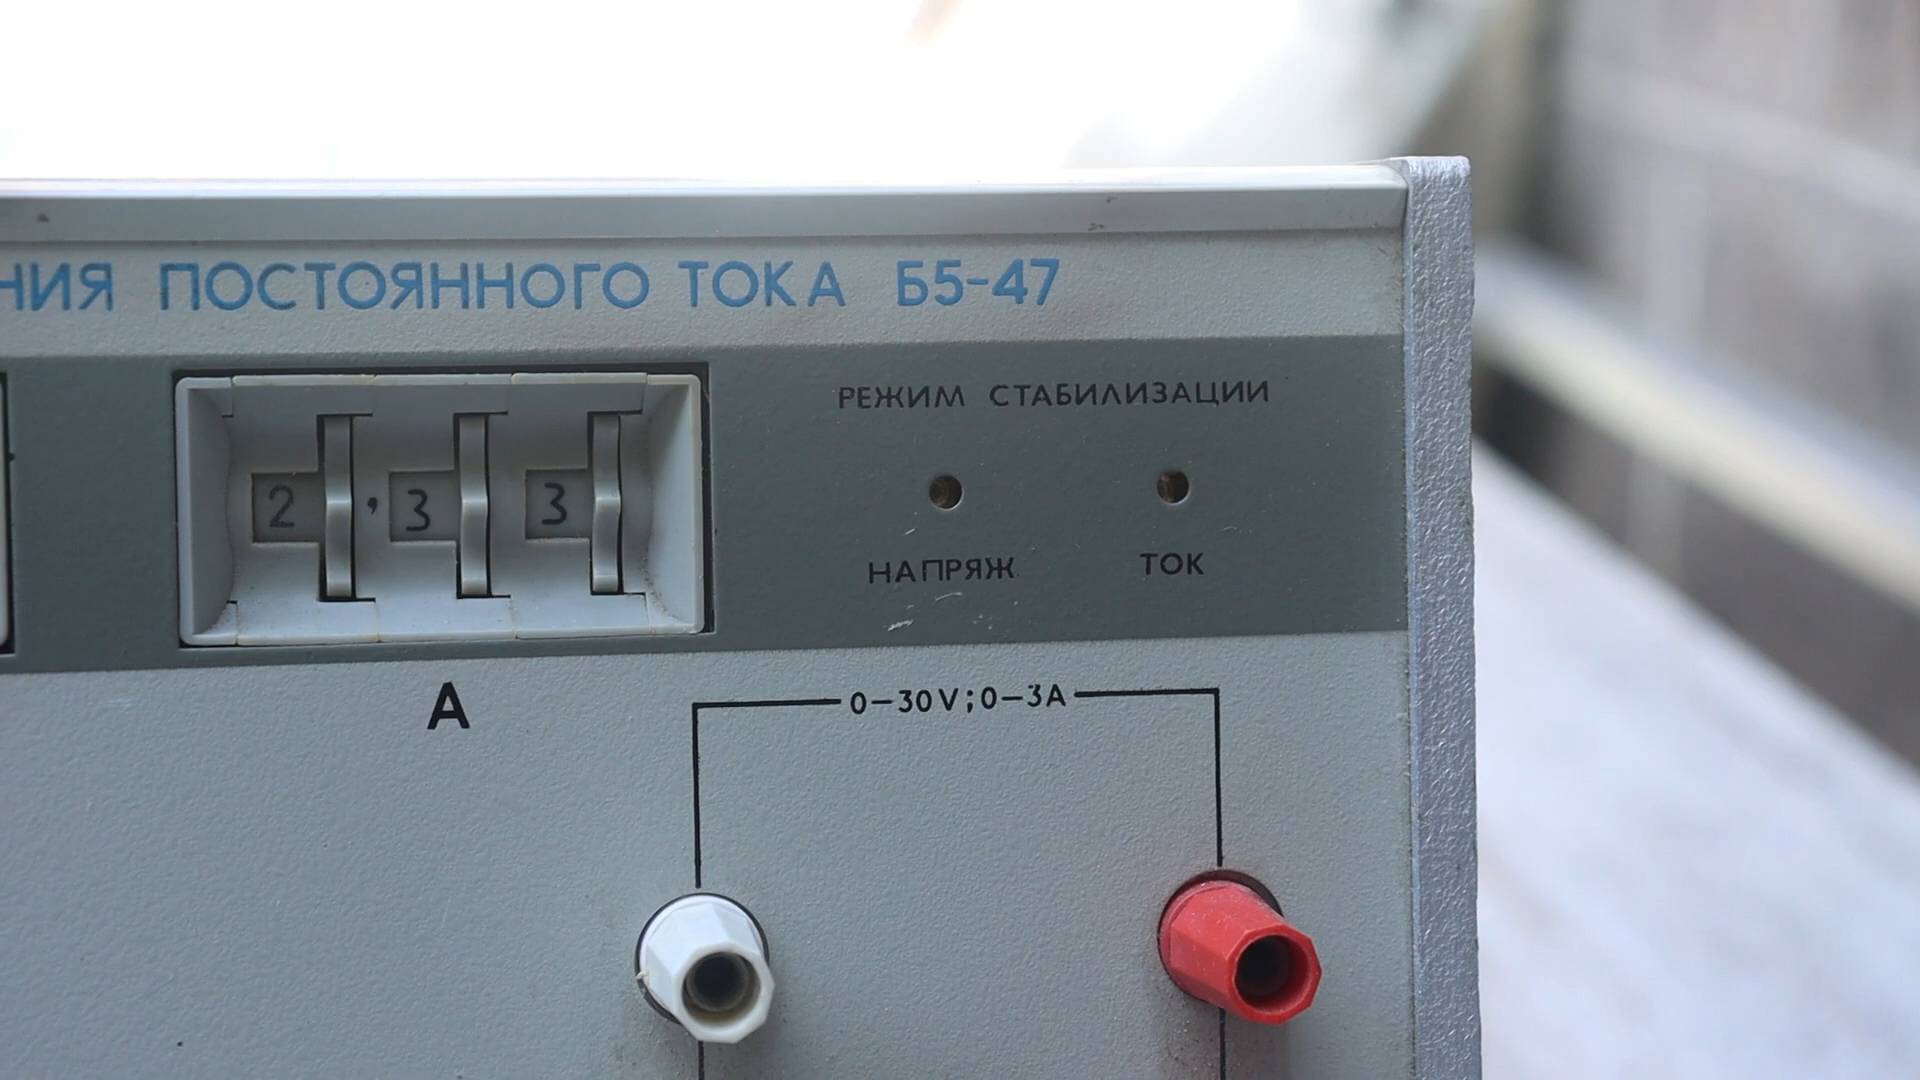 НИЯ ПОСТОЯННОГО ТОКА Б5-47
РЕЖИМ СТАБИЛИЗАЦИИ
2,33
НАПРЯЖ ТОК
A
0-30V;0-3A